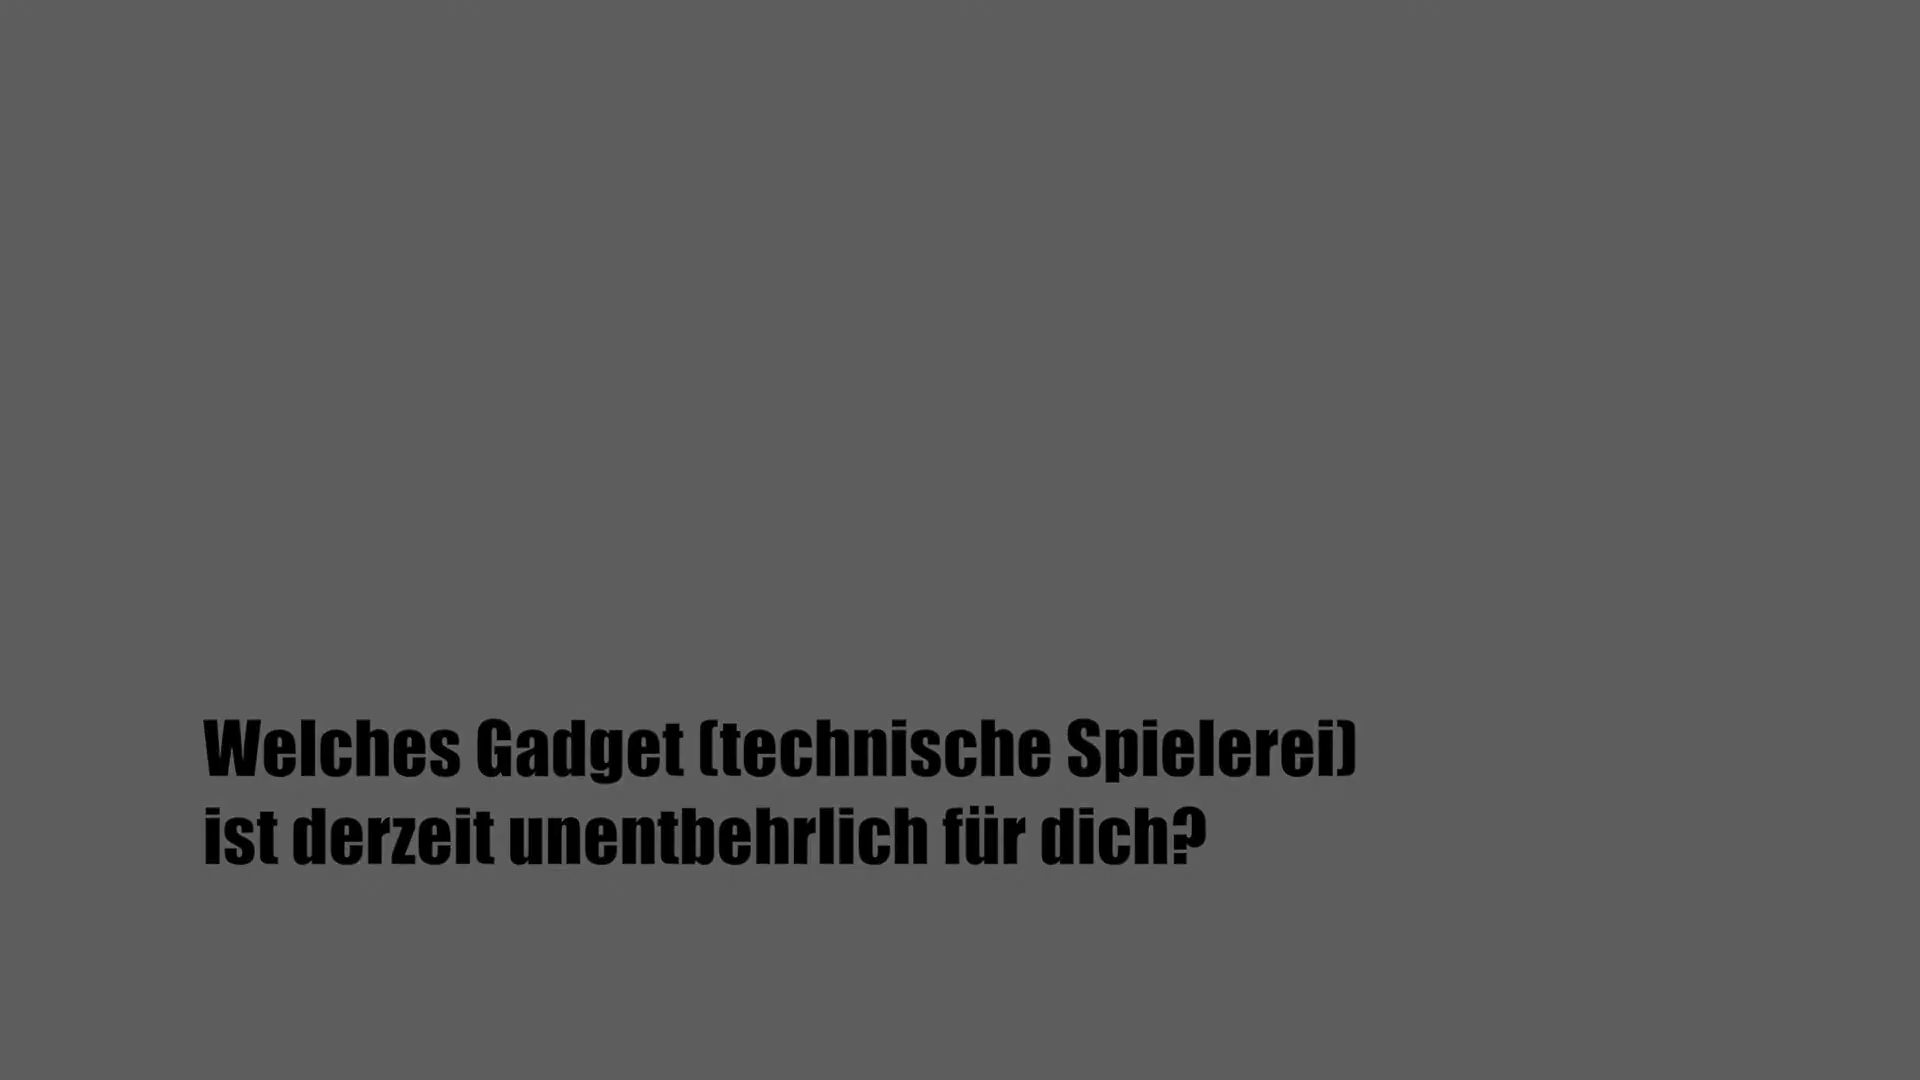 Welches Gadget (technische Spielerei)
ist derzeit unentbehrlich für dich?